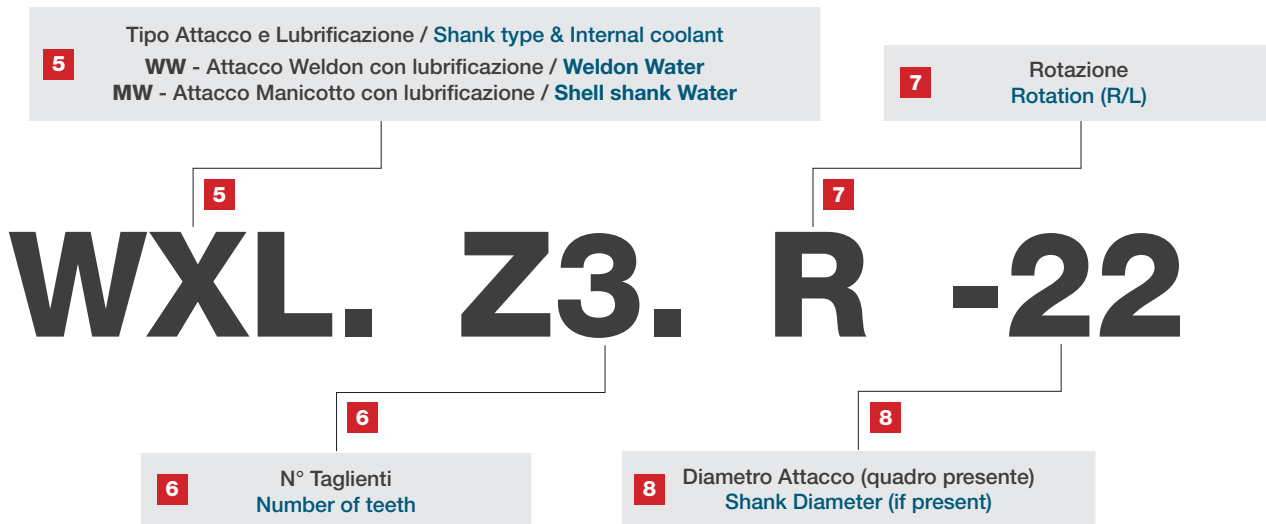 5
Tipo Attacco e Lubrificazione / Shank type & Internal coolant
WW - Attacco Weldon con lubrificazione / Weldon Water
MW - Attacco Manicotto con lubrificazione / Shell shank Water
7
Rotazione
Rotation (R/L)
5
7
WXL. Z3. R -22
6
8
6
N° Taglienti
Number of teeth
8
Diametro Attacco (quadro presente)
Shank Diameter (if present)